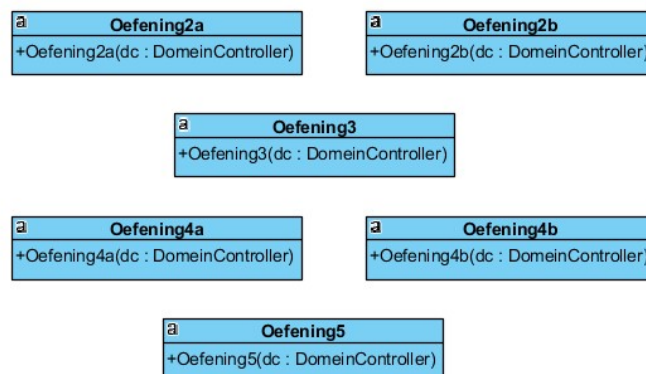 a Oefening2a
+Oefening2a(dc : DomeinController)
a Oefening2b
+Oefening2b(dc : DomeinController)
a Oefening3
+Oefening3(dc : DomeinController)
a Oefening4a
+Oefening4a(dc : DomeinController)
a Oefening4b
+Oefening4b(dc : DomeinController)
a Oefening5
+Oefening5(dc : DomeinController)